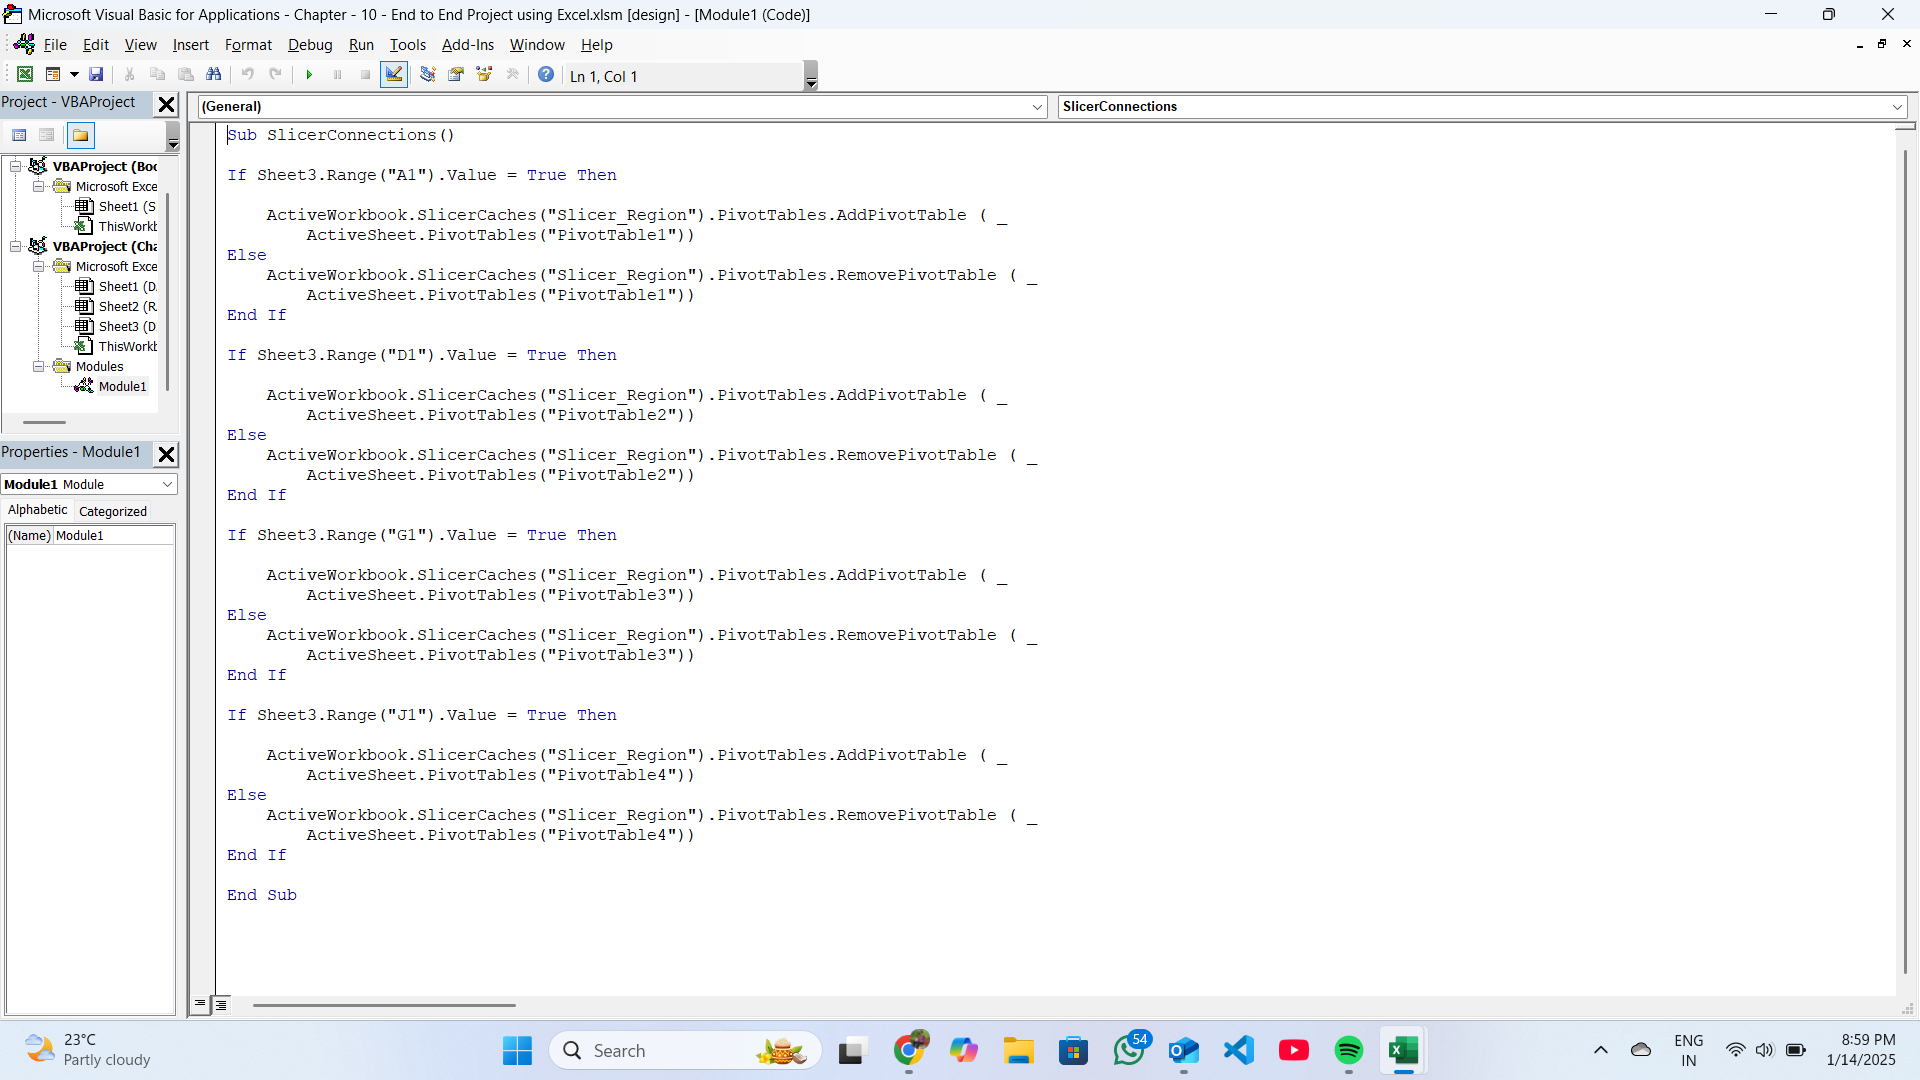 Microsoft Visual Basic for Applications - Chapter - 10 - End to End Project using Excel.xlsm [design] - [Module1 (Code)]
File Edit View Insert Format Debug Run Tools Add-Ins Window Help
Ln 1, Col 1
Project - VBAProject
VBAProject (Boo
Microsoft Exce
Sheet1 (S
ThisWorkb
VBAProject (Cha
Microsoft Exce
Sheet1 (D
Sheet2 (R
Sheet3 (D
ThisWorkb
Modules
Module1
Properties - Module1
Module1 Module
Alphabetic Categorized
(Name) Module1
(General) SlicerConnections
Sub SlicerConnections()
If Sheet3.Range("A1").Value = True Then
ActiveWorkbook.SlicerCaches("Slicer_Region").PivotTables.AddPivotTable ( _
ActiveSheet.PivotTables("PivotTable1"))
Else
ActiveWorkbook.SlicerCaches("Slicer_Region").PivotTables.RemovePivotTable ( _
ActiveSheet.PivotTables("PivotTable1"))
End If
If Sheet3.Range("D1").Value = True Then
ActiveWorkbook.SlicerCaches("Slicer_Region").PivotTables.AddPivotTable ( _
ActiveSheet.PivotTables("PivotTable2"))
Else
ActiveWorkbook.SlicerCaches("Slicer_Region").PivotTables.RemovePivotTable ( _
ActiveSheet.PivotTables("PivotTable2"))
End If
If Sheet3.Range("G1").Value = True Then
ActiveWorkbook.SlicerCaches("Slicer_Region").PivotTables.AddPivotTable ( _
ActiveSheet.PivotTables("PivotTable3"))
Else
ActiveWorkbook.SlicerCaches("Slicer_Region").PivotTables.RemovePivotTable ( _
ActiveSheet.PivotTables("PivotTable3"))
End If
If Sheet3.Range("J1").Value = True Then
ActiveWorkbook.SlicerCaches("Slicer_Region").PivotTables.AddPivotTable ( _
ActiveSheet.PivotTables("PivotTable4"))
Else
ActiveWorkbook.SlicerCaches("Slicer_Region").PivotTables.RemovePivotTable ( _
ActiveSheet.PivotTables("PivotTable4"))
End If
End Sub
23°C
Partly cloudy
Search
54
ENG
IN
8:59 PM
1/14/2025